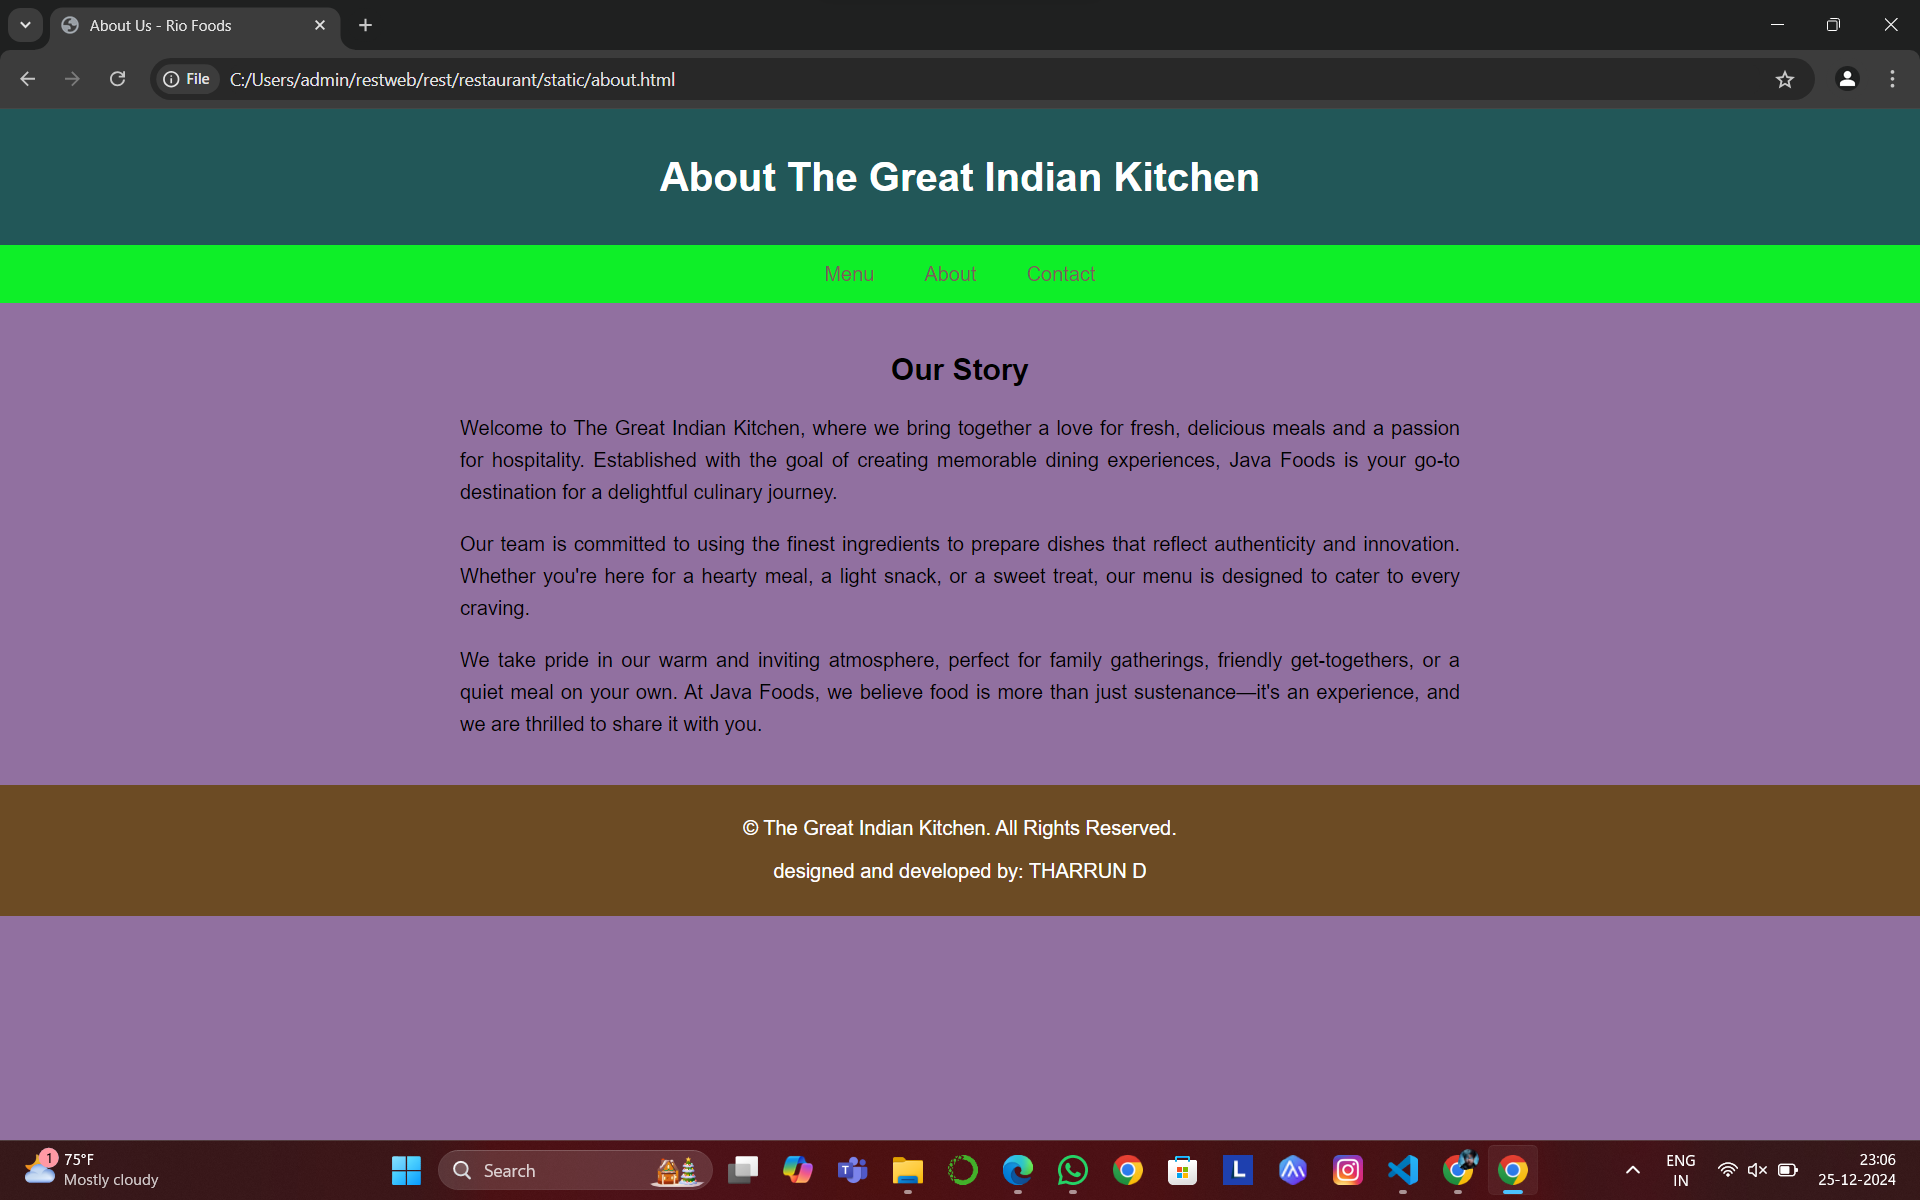 About Us - Rio Foods
File
C:/Users/admin/restweb/rest/restaurant/static/about.html
About The Great Indian Kitchen
Menu About Contact
Our Story
Welcome to The Great Indian Kitchen, where we bring together a love for fresh, delicious meals and a passion
for hospitality. Established with the goal of creating memorable dining experiences, Java Foods is your go-to
destination for a delightful culinary journey.
Our team is committed to using the finest ingredients to prepare dishes that reflect authenticity and innovation.
Whether you're here for a hearty meal, a light snack, or a sweet treat, our menu is designed to cater to every
craving.
We take pride in our warm and inviting atmosphere, perfect for family gatherings, friendly get-togethers, or a
quiet meal on your own. At Java Foods, we believe food is more than just sustenance—it's an experience, and
we are thrilled to share it with you.
© The Great Indian Kitchen. All Rights Reserved.
designed and developed by: THARRUN D
1
75°F
Mostly cloudy
Search
L
ENG
IN
23:06
25-12-2024